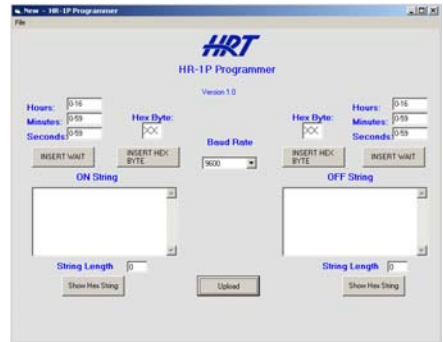 New - HR-1P Programmer
File
HRT
HR-1P Programmer
Version 1.0
Hours: 0-16
Minutes: 0-59
Seconds: 0-59
Hex Byte:
XX
INSERT WAIT
INSERT HEX
BYTE
ON String
String Length 0
Show Hex String
Baud Rate
9600
Upload
Hex Byte:
XX
Hours: 0-16
Minutes: 0-59
Seconds: 0-59
INSERT HEX
BYTE
INSERT WAIT
OFF String
String Length 0
Show Hex String